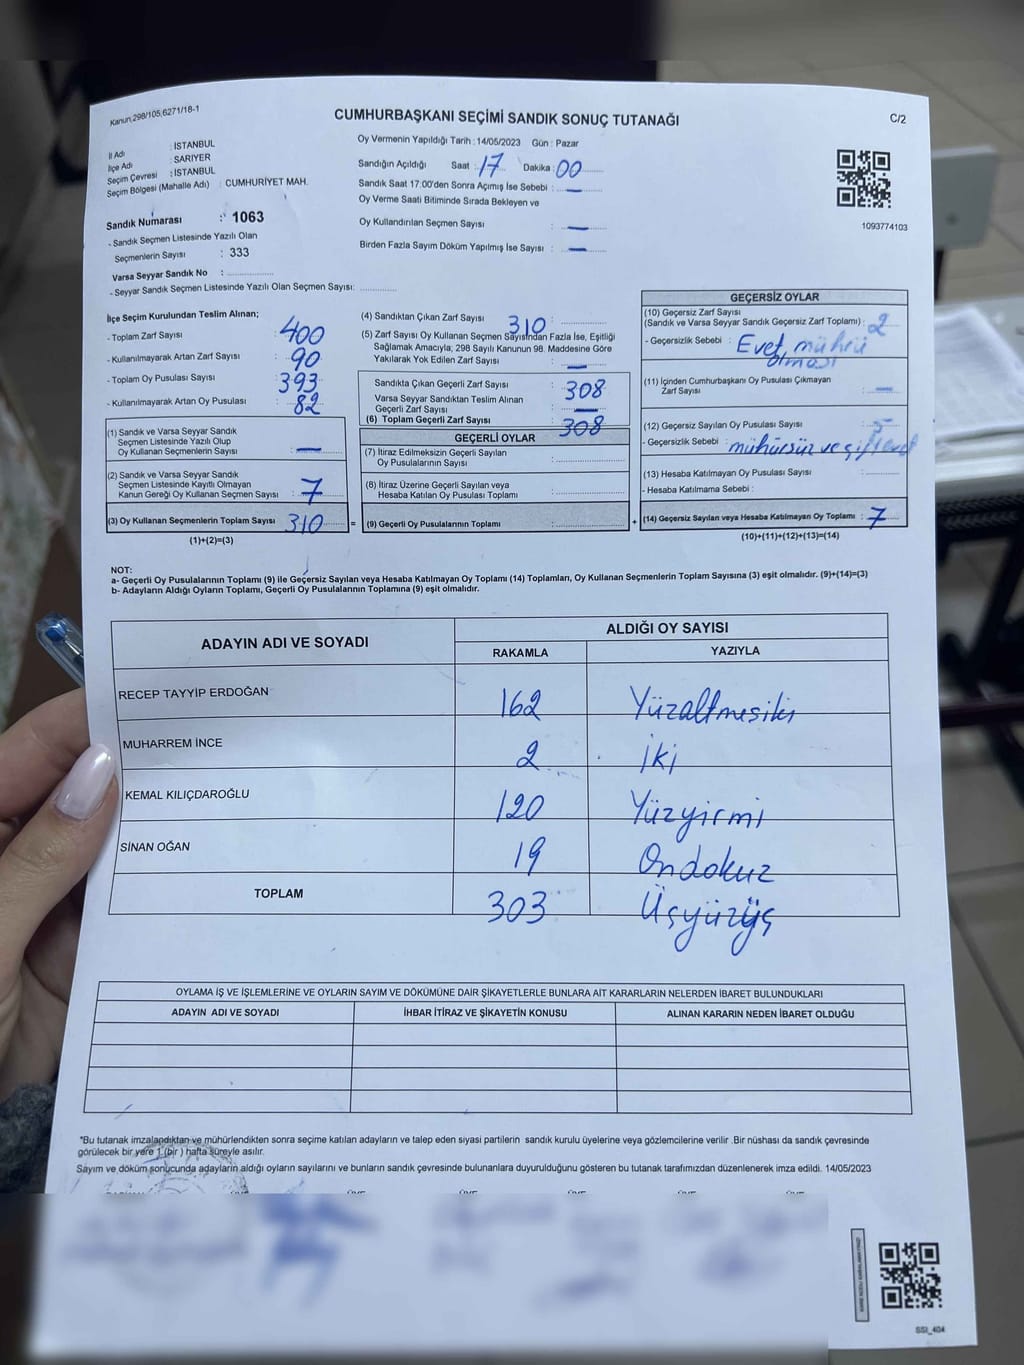 Kanun,298/105,6271/18-1
CUMHURBAŞKANI SEÇİMİ SANDIK SONUÇ TUTANAĞI
C/2
İl Adı : İSTANBUL
İlçe Adı : SARIYER
Seçim Çevresi : İSTANBUL
Seçim Bölgesi (Mahalle Adı) : CUMHURİYET MAH.
Oy Vermenin Yapıldığı Tarih : 14/05/2023 Gün : Pazar
Sandığın Açıldığı Saat : 17 Dakika : 00
Sandık Saat 17:00'den Sonra Açımış İse Sebebi : —
Oy Verme Saati Bitiminde Sırada Bekleyen ve
Oy Kullandırılan Seçmen Sayısı : —
Birden Fazla Sayım Döküm Yapılmış İse Sayısı : —
1093774103
Sandık Numarası : 1063
- Sandık Seçmen Listesinde Yazılı Olan
Seçmenlerin Sayısı : 333
Varsa Seyyar Sandık No :
- Seyyar Sandık Seçmen Listesinde Yazılı Olan Seçmen Sayısı:
İlçe Seçim Kurulundan Teslim Alınan;
- Toplam Zarf Sayısı : 400
- Kullanılmayarak Artan Zarf Sayısı : 90
- Toplam Oy Pusulası Sayısı : 393
- Kullanılmayarak Artan Oy Pusulası : 82
(1) Sandık ve Varsa Seyyar Sandık
Seçmen Listesinde Yazılı Olup
Oy Kullanan Seçmenlerin Sayısı : —
(2) Sandık ve Varsa Seyyar Sandık
Seçmen Listesinde Kayıtlı Olmayan
Kanun Gereği Oy Kullanan Seçmen Sayısı : 7
(3) Oy Kullanan Seçmenlerin Toplam Sayısı : 310
(1)+(2)=(3)
(4) Sandıktan Çıkan Zarf Sayısı : 310
(5) Zarf Sayısı Oy Kullanan Seçmen Sayısından Fazla İse, Eşitliği
Sağlamak Amacıyla, 298 Sayılı Kanunun 98. Maddesine Göre
Yakılarak Yok Edilen Zarf Sayısı : —
Sandıkta Çıkan Geçerli Zarf Sayısı : 308
Varsa Seyyar Sandıktan Teslim Alınan
Geçerli Zarf Sayısı : —
(6) Toplam Geçerli Zarf Sayısı : 308
GEÇERLİ OYLAR
(7) İtiraz Edilmeksizin Geçerli Sayılan
Oy Pusulalarının Sayısı :
(8) İtiraz Üzerine Geçerli Sayılan veya
Hesaba Katılan Oy Pusulası Toplamı :
= (9) Geçerli Oy Pusulalarının Toplamı :
GEÇERSİZ OYLAR
(10) Geçersiz Zarf Sayısı
(Sandık ve Varsa Seyyar Sandık Geçersiz Zarf Toplamı) : 2
- Geçersizlik Sebebi : Evet mührü
olması
(11) İçinden Cumhurbaşkanı Oy Pusulası Çıkmayan
Zarf Sayısı : —
(12) Geçersiz Sayılan Oy Pusulası Sayısı : 5
- Geçersizlik Sebebi : mühürsüz ve
(13) Hesaba Katılmayan Oy Pusulası Sayısı :
- Hesaba Katılmama Sebebi :
+ (14) Geçersiz Sayılan veya Hesaba Katılmayan Oy Toplamı : 7
(10)+(11)+(12)+(13)=(14)
NOT:
a- Geçerli Oy Pusulalarının Toplamı (9) ile Geçersiz Sayılan veya Hesaba Katılmayan Oy Toplamı (14) Toplamları, Oy Kullanan Seçmenlerin Toplam Sayısına (3) eşit olmalıdır. (9)+(14)=(3)
b- Adayların Aldığı Oyların Toplamı, Geçerli Oy Pusulalarının Toplamına (9) eşit olmalıdır.
ADAYIN ADI VE SOYADI ALDIĞI OY SAYISI
RAKAMLA YAZIYLA
RECEP TAYYİP ERDOĞAN 162 Yüzaltmışiki
MUHARREM İNCE 2 İki
KEMAL KILIÇDAROĞLU 120 Yüzyirmi
SİNAN OĞAN 19 Ondokuz
TOPLAM 303 Üçyüzüç
OYLAMA İŞ VE İŞLEMLERİNE VE OYLARIN SAYIM VE DÖKÜMÜNE DAİR ŞİKAYETLERLE BUNLARA AİT KARARLARIN NELERDEN İBARET BULUNDUKLARI
ADAYIN ADI VE SOYADI İHBAR İTİRAZ VE ŞİKAYETİN KONUSU ALINAN KARARIN NEDEN İBARET OLDUĞU
*Bu tutanak imzalandıktan ve mühürlendikten sonra seçime katılan adayların ve talep eden siyasi partilerin sandık kurulu üyelerine veya gözlemcilerine verilir .Bir nüshası da sandık çevresinde
görülecek bir yere 1 (bir) hafta süreyle asılır.
Sayım ve döküm sonucunda adayların aldığı oyların sayılarını ve bunların sandık çevresinde bulunanlara duyurulduğunu gösteren bu tutanak tarafımızdan düzenlenerek imza edildi. 14/05/2023
SSI_404